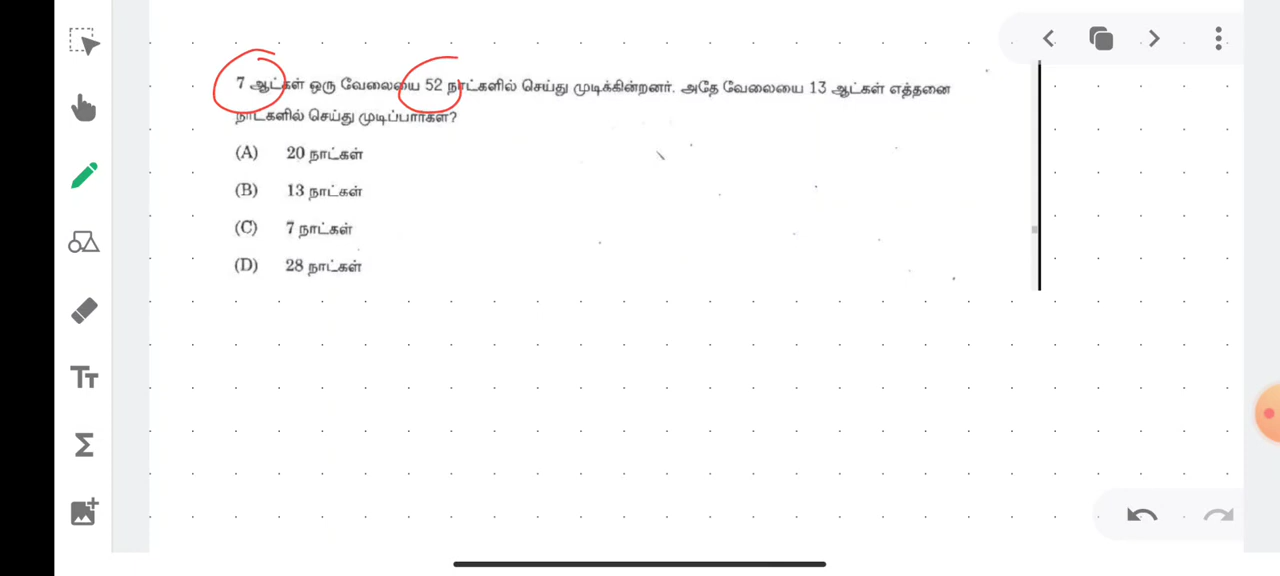 7 ஆட்கள் ஒரு வேலையை 52 நாட்களில் செய்து முடிக்கின்றனர். அதே வேலையை 13 ஆட்கள் எத்தனை
நாட்களில் செய்து முடிப்பார்கள்?
(A) 20 நாட்கள்
(B) 13 நாட்கள்
(C) 7 நாட்கள்
(D) 28 நாட்கள்